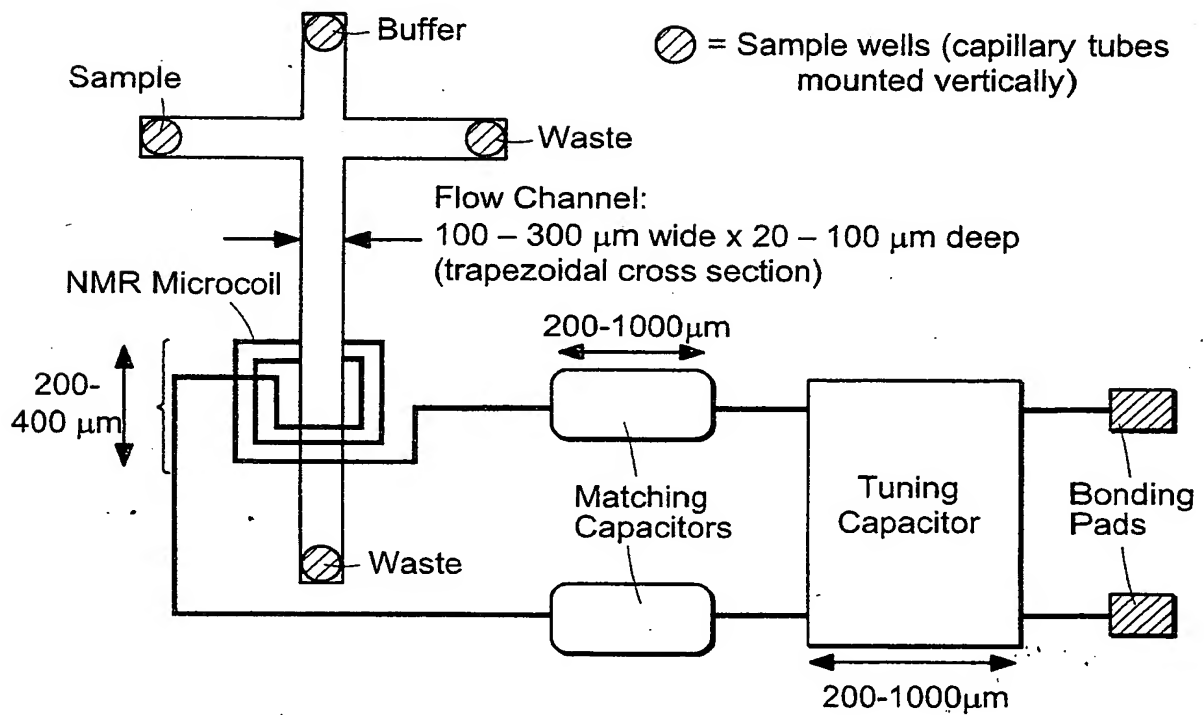 Buffer
= Sample wells (capillary tubes
mounted vertically)
Sample
Waste
Flow Channel:
100 – 300 μm wide x 20 – 100 μm deep
(trapezoidal cross section)
NMR Microcoil
200-1000μm
200-
400 μm
Matching
Capacitors
Tuning
Capacitor
Bonding
Pads
Waste
200-1000μm